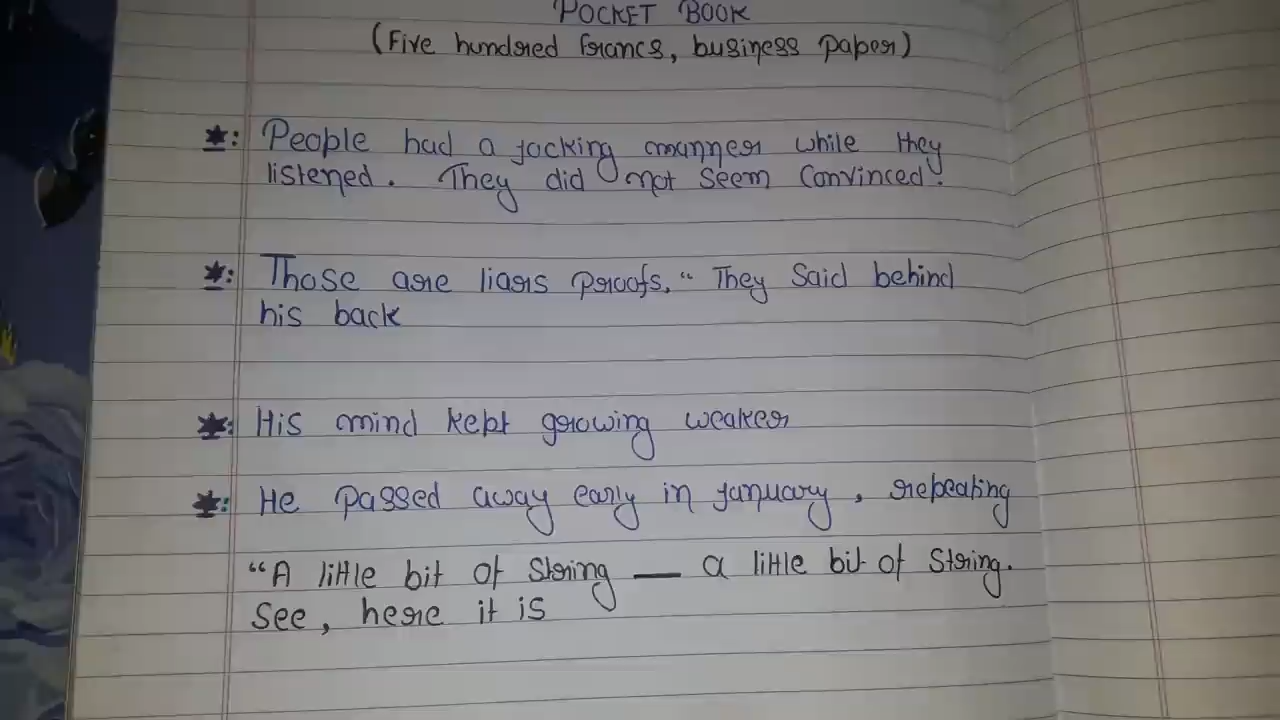 POCKET BOOK
(Five hundred francs, business paper)
*: People had a jocking manner while they
listened. They did not seem convinced.
*: Those are liars proofs," They Said behind
his back
*: His mind kept growing weaker
*: He passed away early in january, repeating
"A little bit of string — a little bit of string.
See, here it is